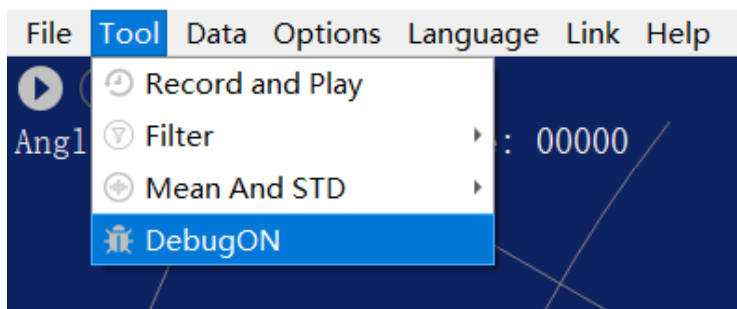 File Tool Data Options Language Link Help
Record and Play
Angl : 00000
Filter
Mean And STD
DebugON